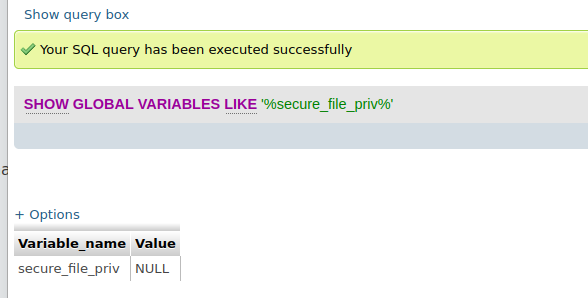 Show query box
Your SQL query has been executed successfully
SHOW GLOBAL VARIABLES LIKE '%secure_file_priv%'
a
+ Options
Variable_name Value
secure_file_priv NULL